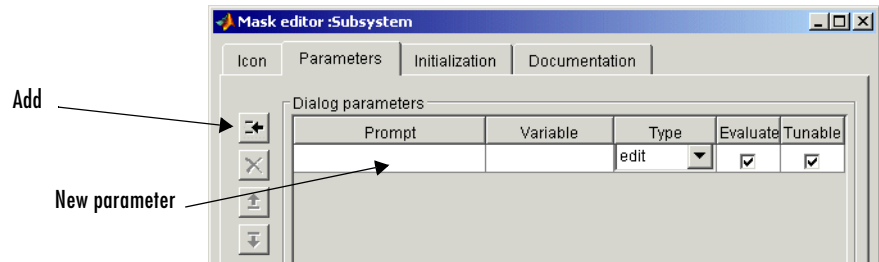 Mask editor :Subsystem
Icon Parameters Initialization Documentation
Add
Dialog parameters
Prompt Variable Type Evaluate Tunable
edit
New parameter